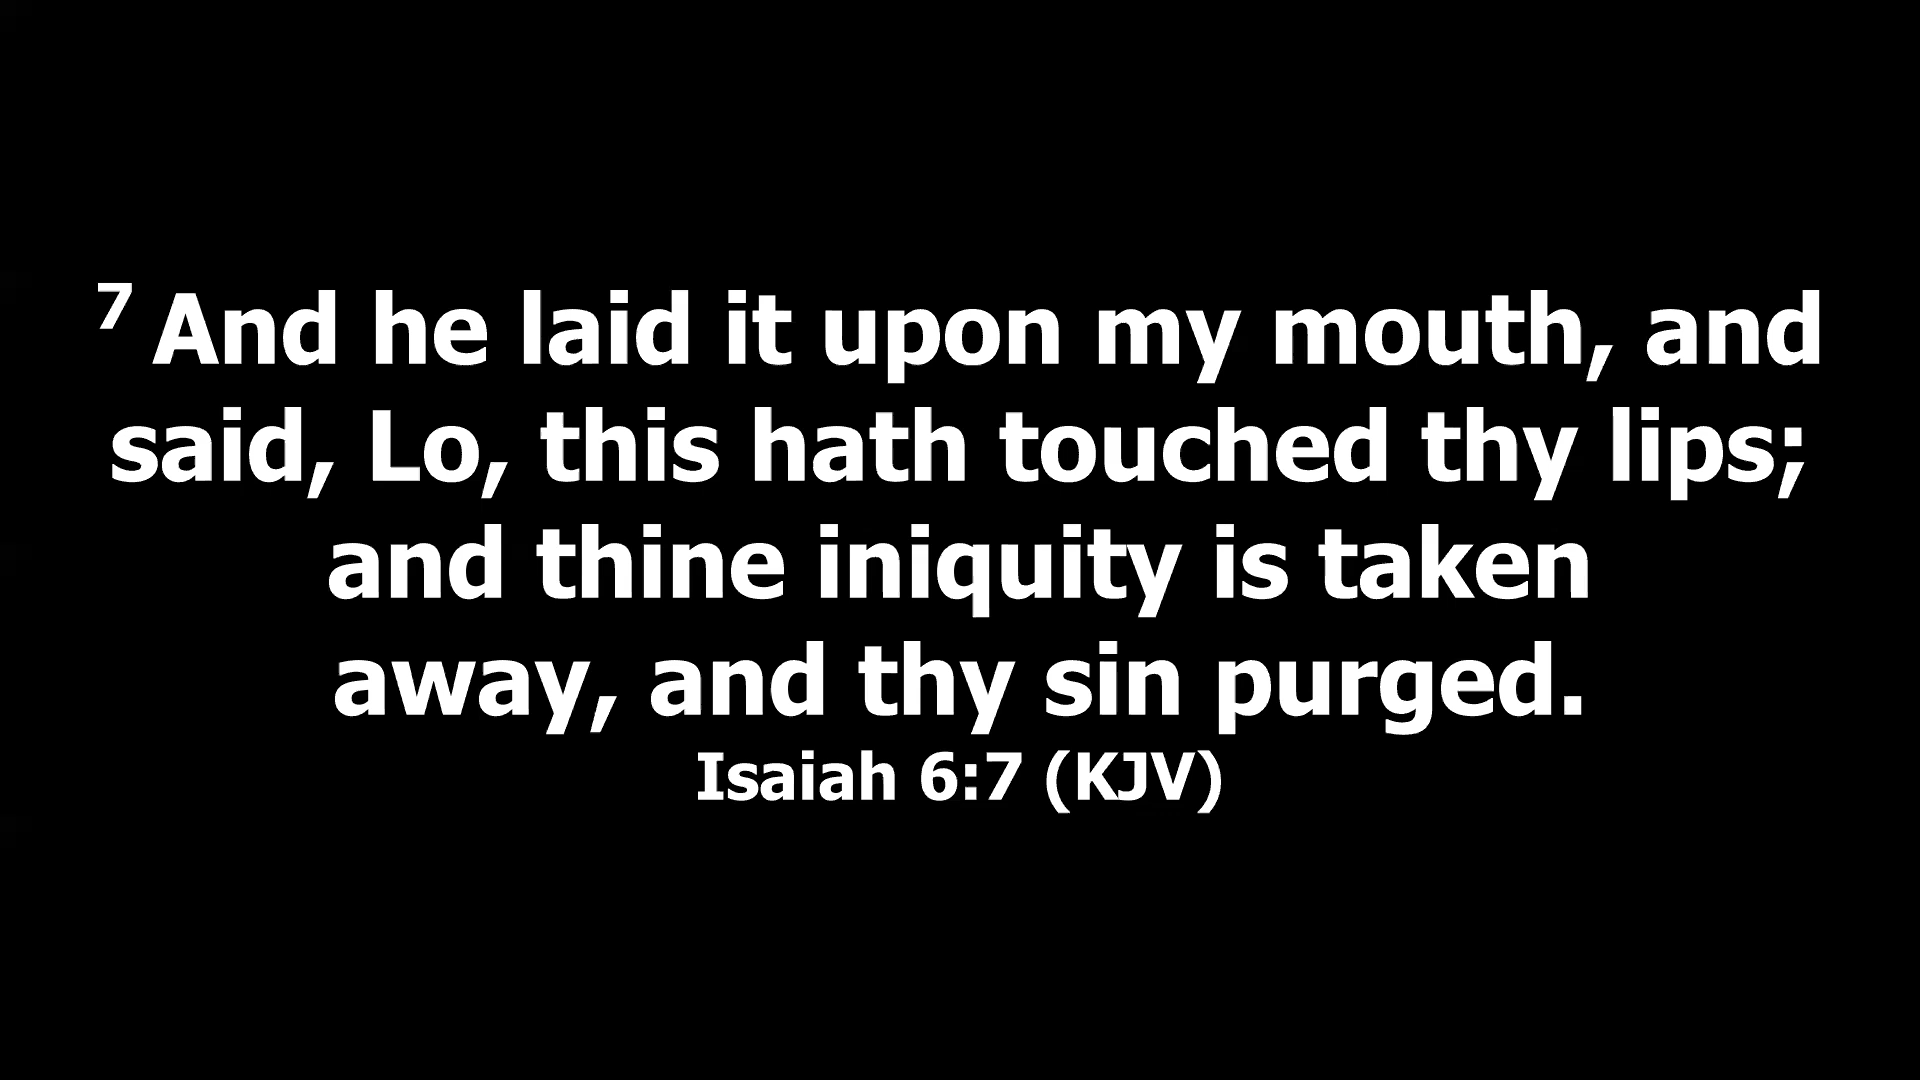 7 And he laid it upon my mouth, and
said, Lo, this hath touched thy lips;
and thine iniquity is taken
away, and thy sin purged.
Isaiah 6:7 (KJV)